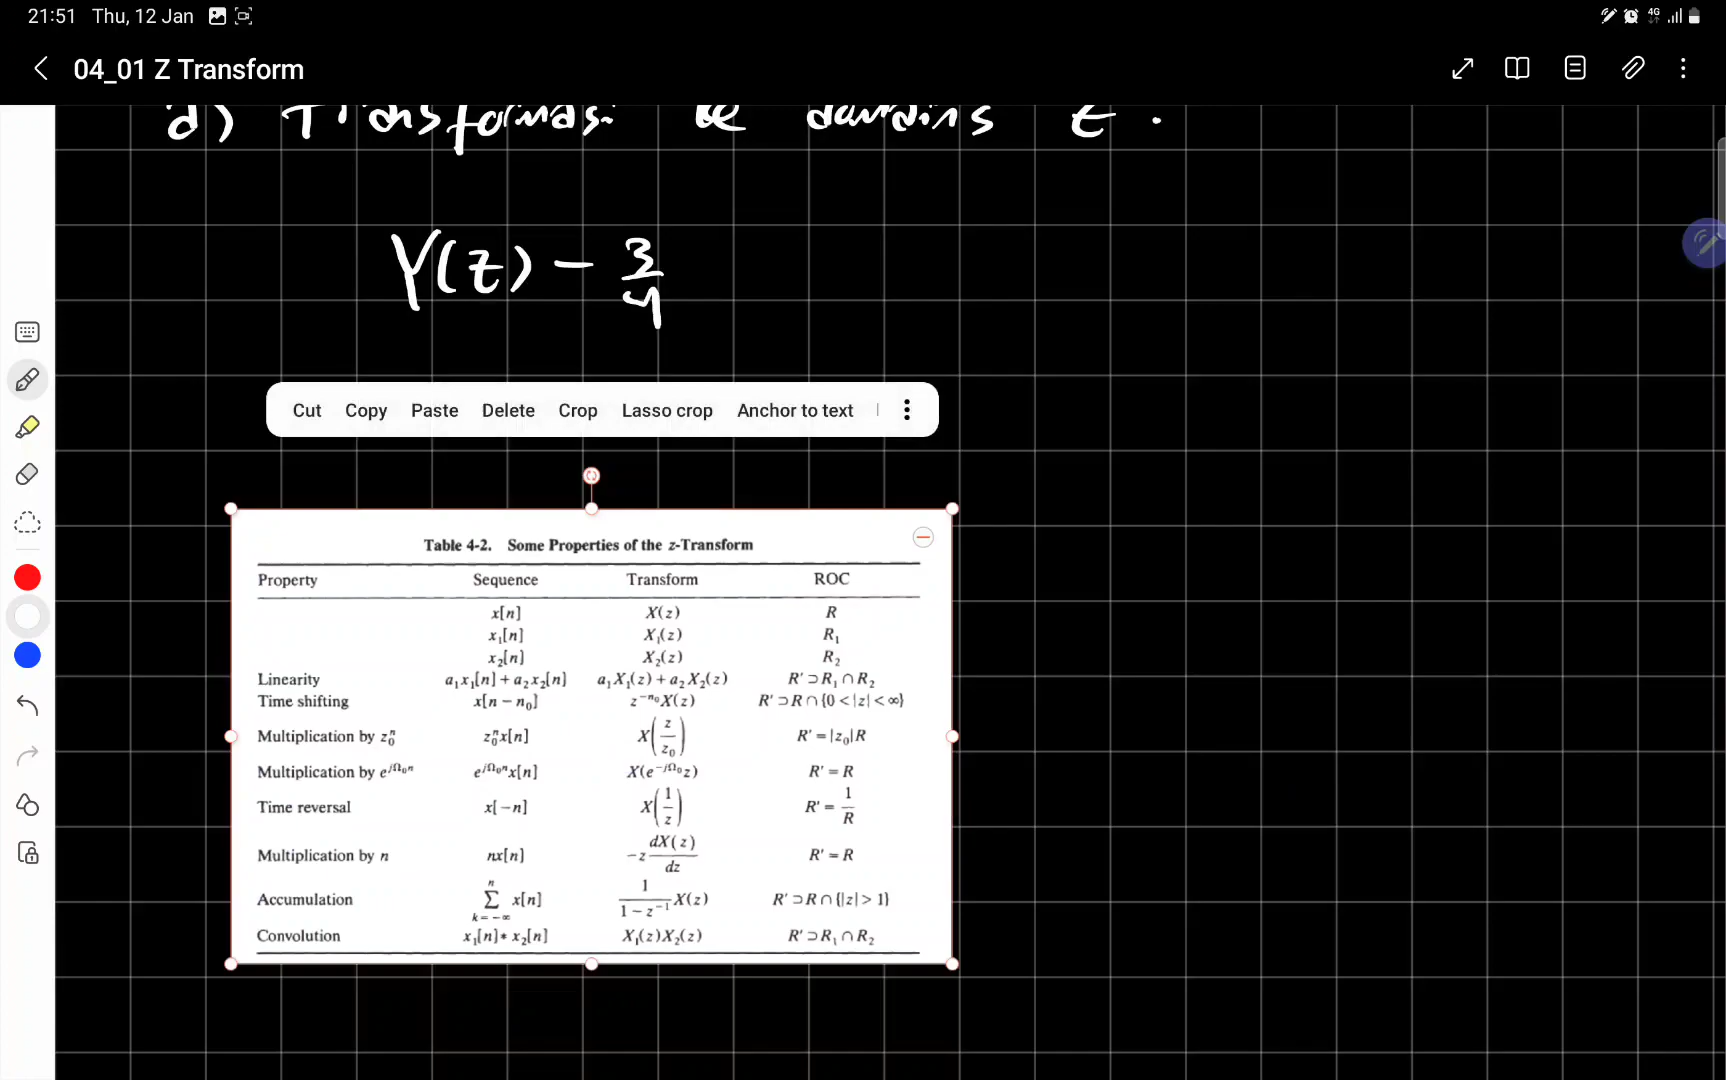 21:51 Thu, 12 Jan 4G
04_01 Z Transform
a) Transformasi ke domain z.
Y(z) - 3/4
Cut Copy Paste Delete Crop Lasso crop Anchor to text
Table 4-2. Some Properties of the z-Transform
Property Sequence Transform ROC
x[n] X(z) R
x₁[n] X₁(z) R₁
x₂[n] X₂(z) R₂
Linearity a₁x₁[n] + a₂x₂[n] a₁X₁(z) + a₂X₂(z) R' ⊃ R₁ ∩ R₂
Time shifting x[n − n₀] z^(−n₀)X(z) R' ⊃ R ∩ {0 < |z| < ∞}
Multiplication by z₀ⁿ z₀ⁿx[n] X(z/z₀) R' = |z₀|R
Multiplication by e^(jΩ₀n) e^(jΩ₀n)x[n] X(e^(−jΩ₀)z) R' = R
Time reversal x[−n] X(1/z) R' = 1/R
Multiplication by n nx[n] −z dX(z)/dz R' = R
Accumulation Σ_{k=−∞}^{n} x[n] 1/(1 − z⁻¹) X(z) R' ⊃ R ∩ {|z| > 1}
Convolution x₁[n] * x₂[n] X₁(z)X₂(z) R' ⊃ R₁ ∩ R₂